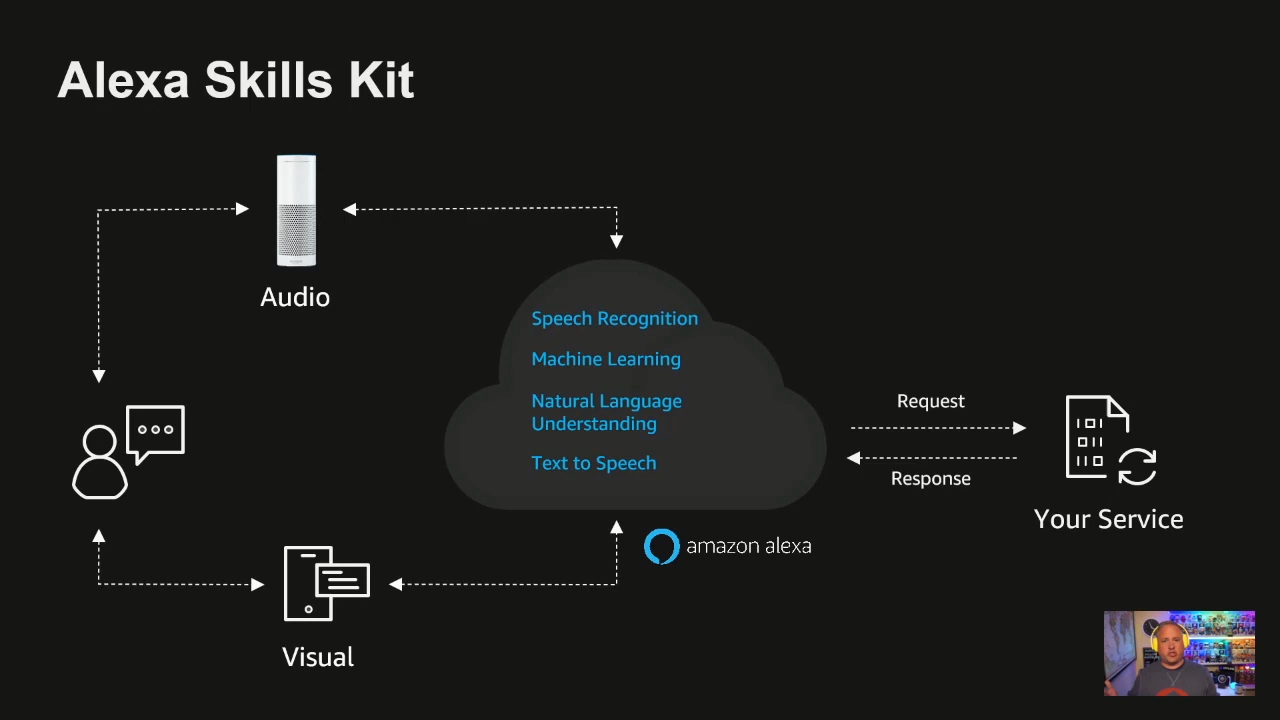 Alexa Skills Kit
Audio
Speech Recognition
Machine Learning
Natural Language
Understanding
Text to Speech
Request
Response
Your Service
amazon alexa
Visual